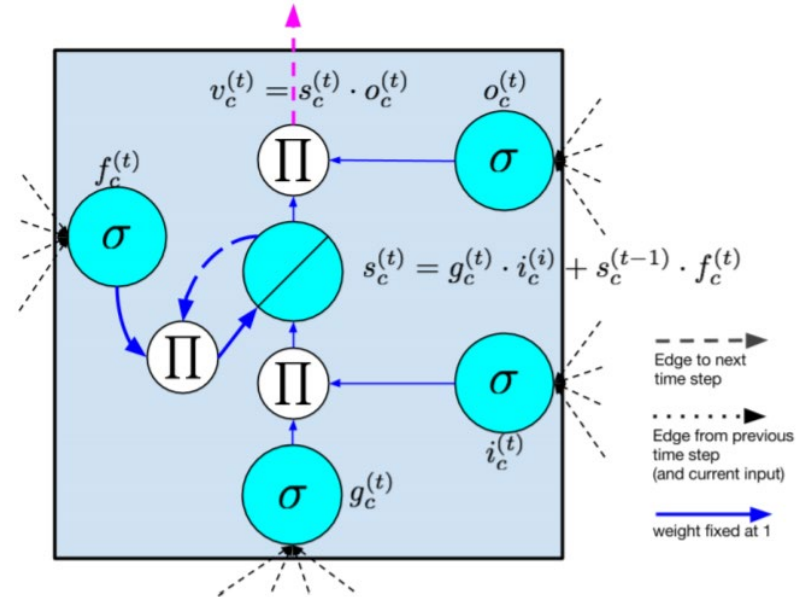 v_c^{(t)} = s_c^{(t)} · o_c^{(t)}
o_c^{(t)}
∏
σ
f_c^{(t)}
σ
s_c^{(t)} = g_c^{(t)} · i_c^{(i)} + s_c^{(t-1)} · f_c^{(t)}
∏
∏
σ
i_c^{(t)}
σ
g_c^{(t)}
Edge to next
time step
Edge from previous
time step
(and current input)
weight fixed at 1